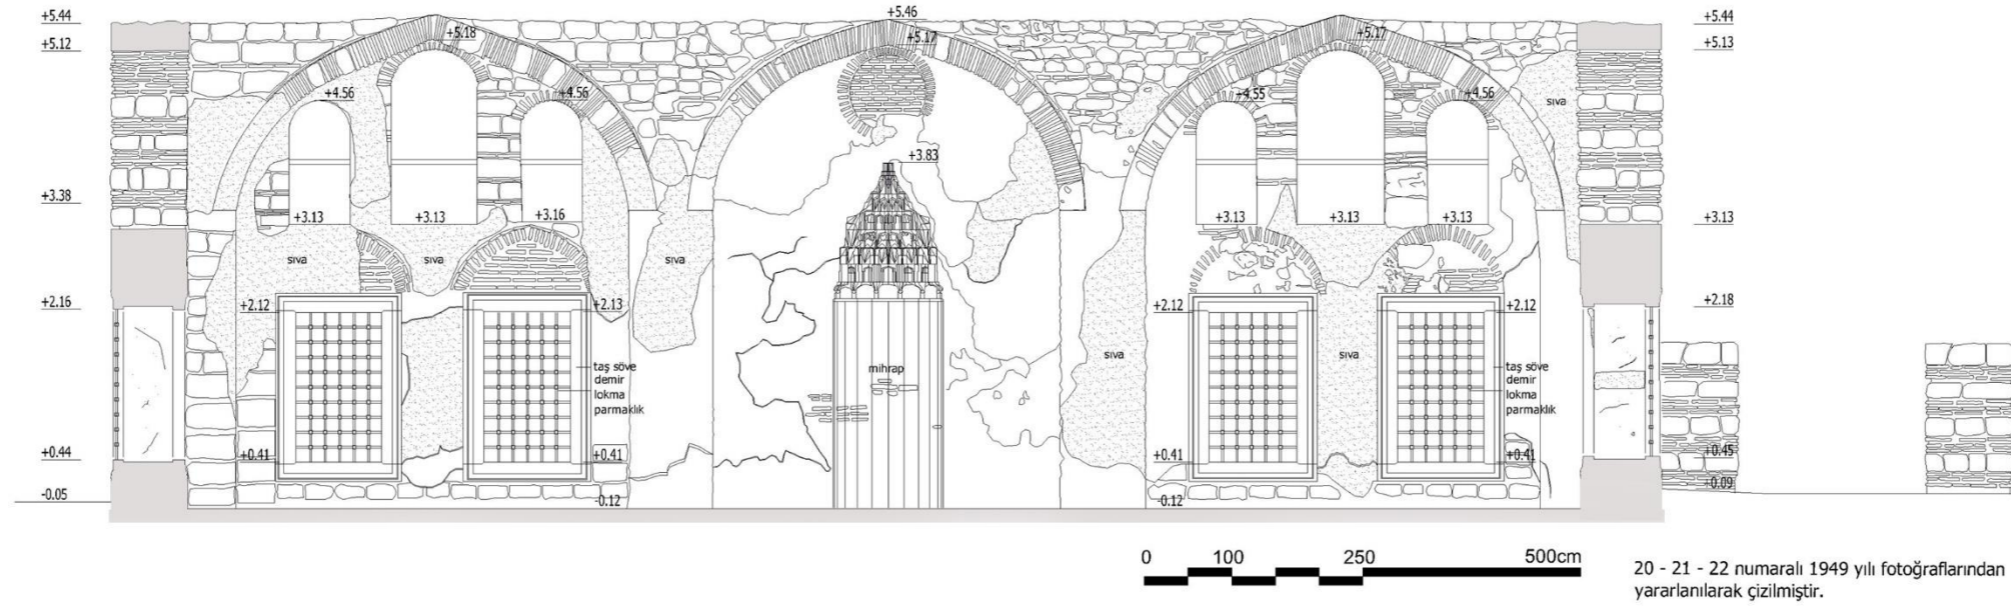 +5.44
+5.12
+3.38
+2.16
+0.44
-0.05
+5.18
+4.56
+4.56
+3.13
+3.13
+3.16
sıva
sıva
sıva
+2.12
+2.13
taş söve
demir
lokma
parmaklık
+0.41
+0.41
-0.12
+5.46
+5.17
+3.83
mihrap
+5.17
+4.55
+4.56
sıva
+3.13
+3.13
+3.13
+2.12
+2.12
sıva
sıva
taş söve
demir
lokma
parmaklık
+0.41
+0.41
-0.12
+5.44
+5.13
+3.13
+2.18
+0.45
+0.09
0 100 250 500cm
20 - 21 - 22 numaralı 1949 yılı fotoğraflarından
yararlanılarak çizilmiştir.